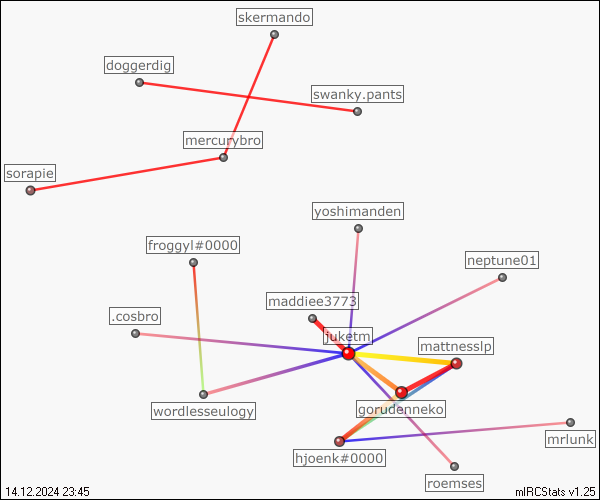 skermando
doggerdig
swanky.pants
mercurybro
sorapie
yoshimanden
froggyl#0000
neptune01
maddiee3773
.cosbro
juketm
mattnesslp
wordlesseulogy
gorudenneko
mrlunk
hjoenk#0000
roemses
14.12.2024 23:45
mIRCStats v1.25